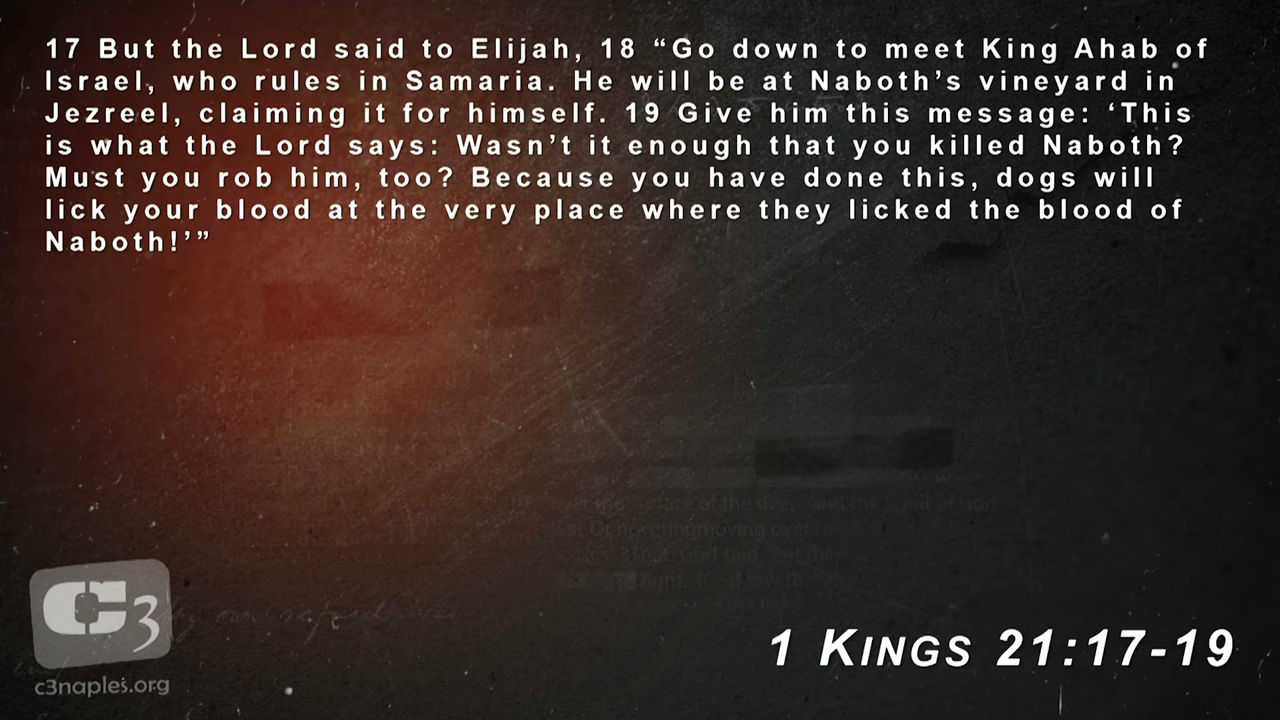 17 But the Lord said to Elijah, 18 “Go down to meet King Ahab of
Israel, who rules in Samaria. He will be at Naboth’s vineyard in
Jezreel, claiming it for himself. 19 Give him this message: ‘This
is what the Lord says: Wasn’t it enough that you killed Naboth?
Must you rob him, too? Because you have done this, dogs will
lick your blood at the very place where they licked the blood of
Naboth!’”
C3
c3naples.org
1 KINGS 21:17-19